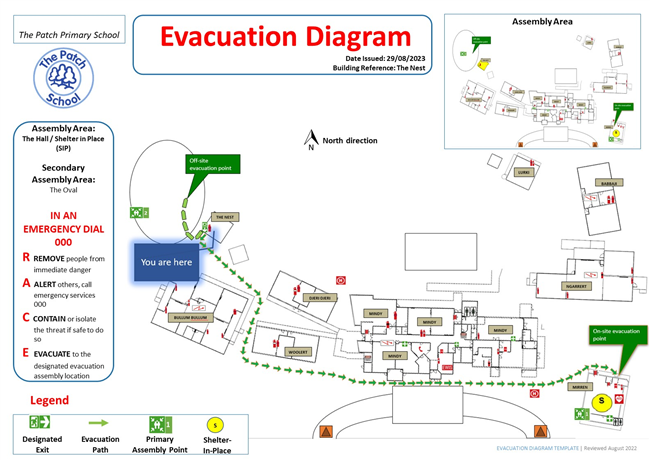 The Patch Primary School
The Patch
School
Evacuation Diagram
Date Issued: 29/08/2023
Building Reference: The Nest
Assembly Area
Assembly Area:
The Hall / Shelter in Place
(SIP)
Secondary
Assembly Area:
The Oval
IN AN
EMERGENCY DIAL
000
R REMOVE people from
immediate danger
A ALERT others, call
emergency services
000
C CONTAIN or isolate
the threat if safe to do
so
E EVACUATE to the
designated evacuation
assembly location
N
North direction
Off-site
evacuation point
2
THE NEST
You are here
LURKE
BARRAJI
NGARRERT
BULLUM BULLUM
DJERI DJERI
WOOLERT
MINDY
MINDY
MINDY
MINDY
On-site evacuation
point
MIRREN
S
1
Legend
Designated
Exit
Evacuation
Path
1
Primary
Assembly Point
S
Shelter-
In-Place
EVACUATION DIAGRAM TEMPLATE | Reviewed August 2022